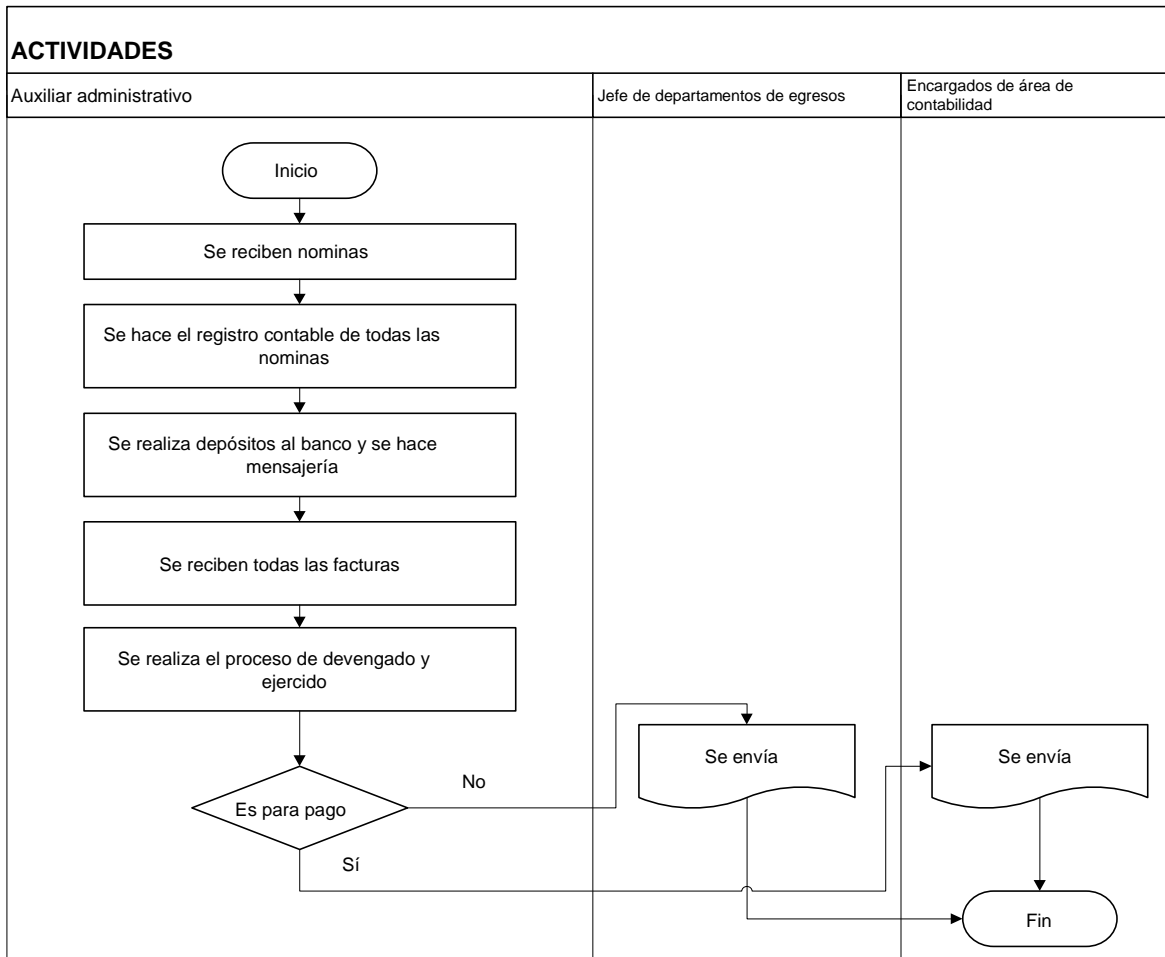 ACTIVIDADES
Auxiliar administrativo
Jefe de departamentos de egresos
Encargados de área de
contabilidad
Inicio
Se reciben nominas
Se hace el registro contable de todas las
nominas
Se realiza depósitos al banco y se hace
mensajería
Se reciben todas las facturas
Se realiza el proceso de devengado y
ejercido
Es para pago
No
Sí
Se envía
Se envía
Fin